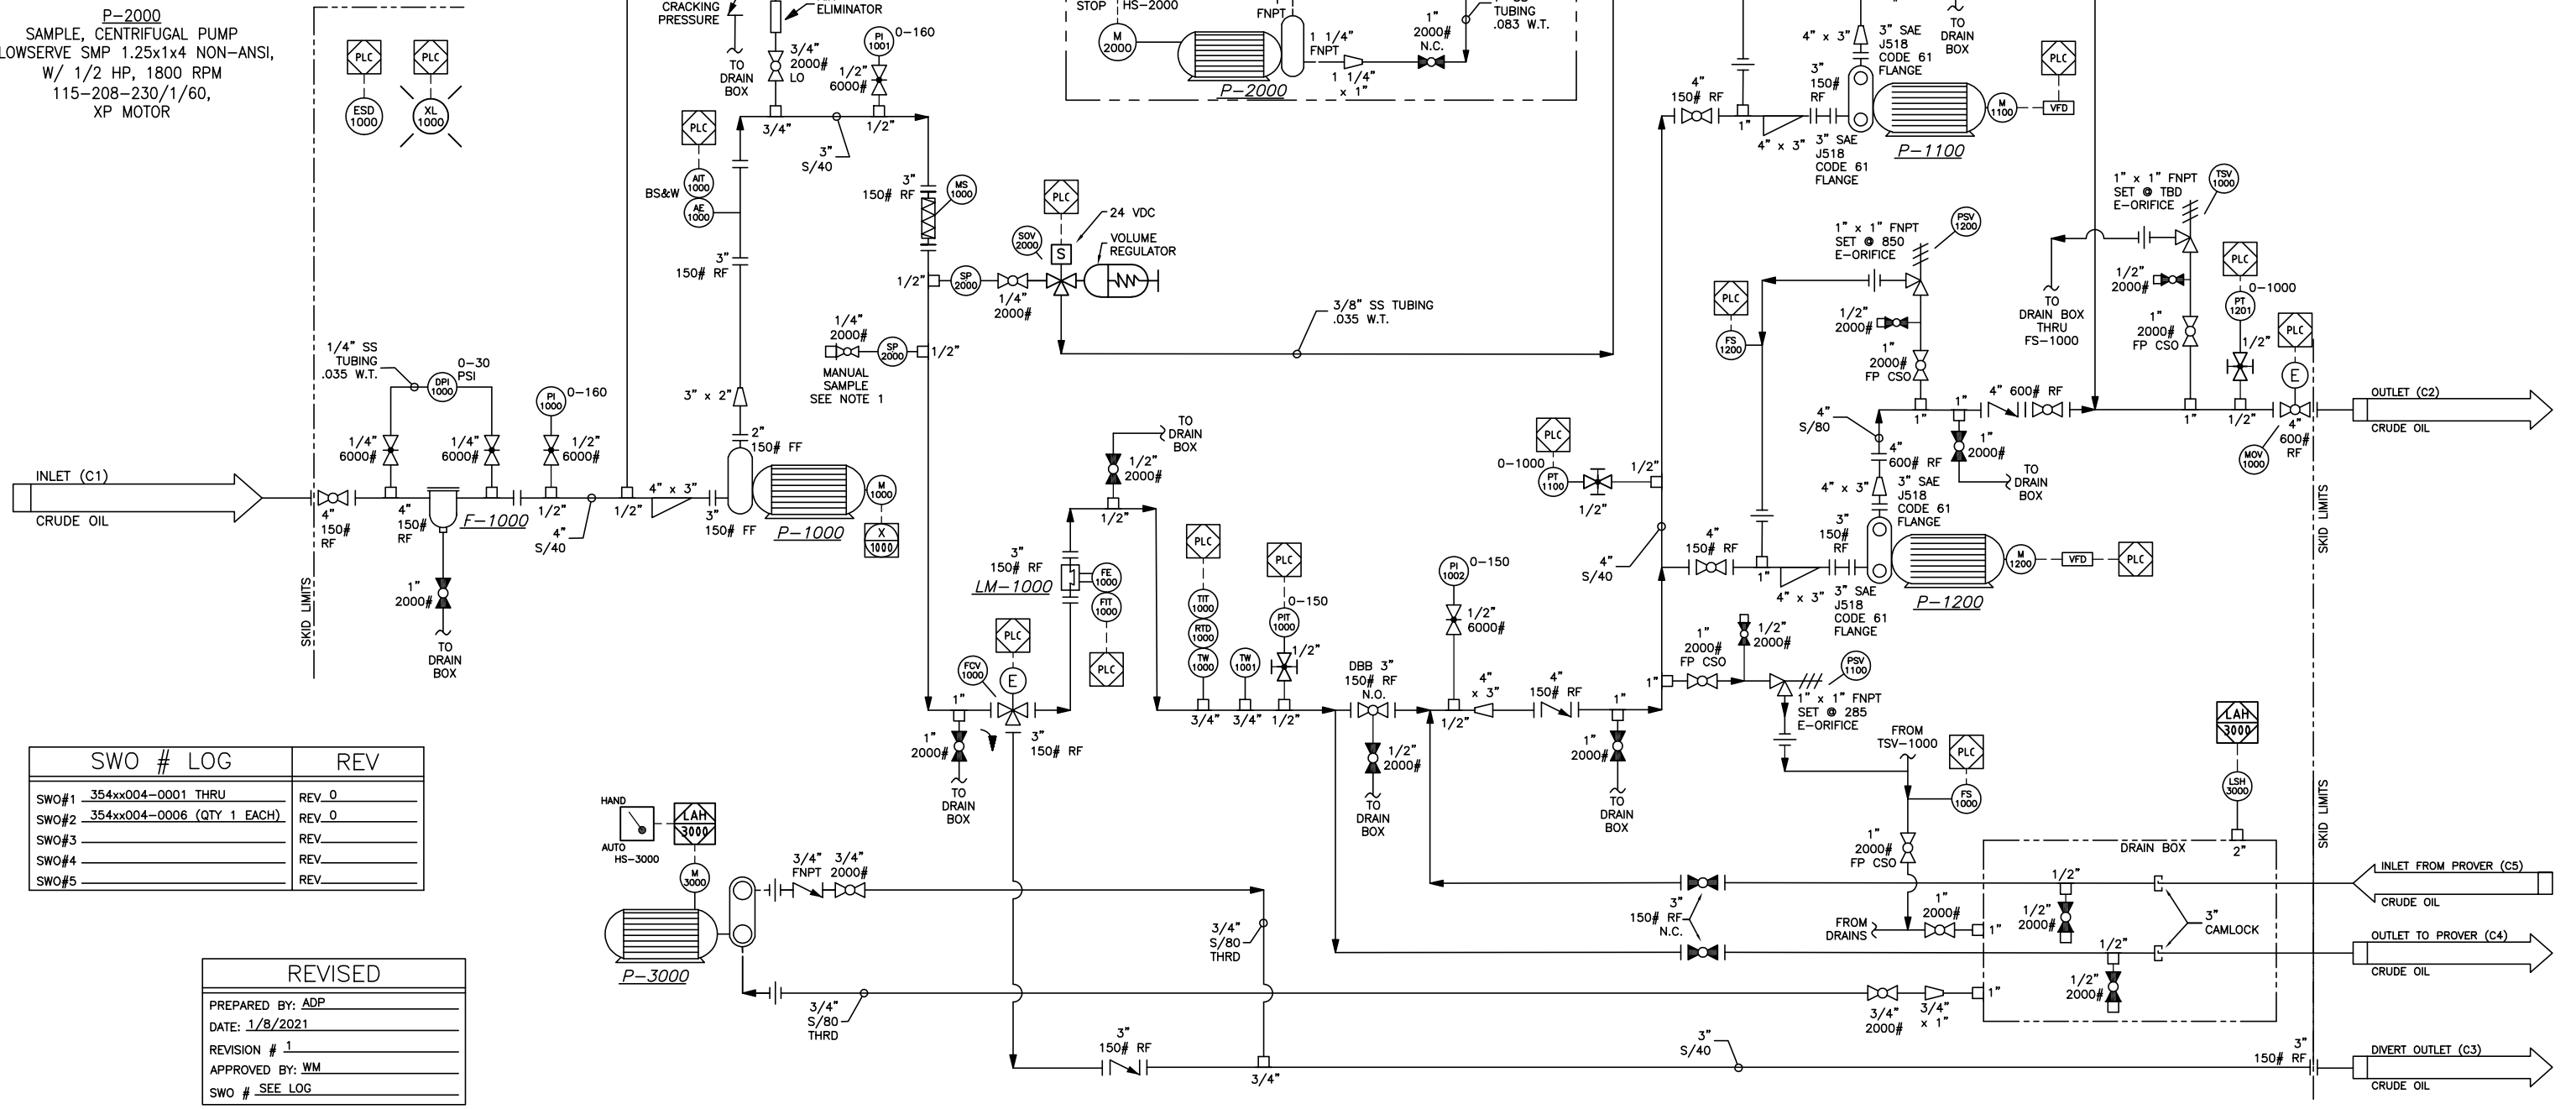 P-2000
SAMPLE, CENTRIFUGAL PUMP
LOWSERVE SMP 1.25x1x4 NON-ANSI,
W/ 1/2 HP, 1800 RPM
115-208-230/1/60,
XP MOTOR
PLC
ESD
1000
PLC
XL
1000
CRACKING
PRESSURE
TO
DRAIN
BOX
ELIMINATOR
3/4"
2000#
LO
PI
1001
0-160
1/2"
6000#
3/4"
1/2"
3"
S/40
PLC
AIT
1000
BS&W
AE
1000
3"
150# RF
3" x 2"
2"
150# FF
STOP
HS-2000
M
2000
FNPT
P-2000
1 1/4"
FNPT
1 1/4"
x 1"
1"
2000#
N.C.
TUBING
.083 W.T.
3"
150# RF
MS
1000
PLC
24 VDC
SOV
2000
S
VOLUME
REGULATOR
1/2"
SP
2000
1/4"
2000#
3/8" SS TUBING
.035 W.T.
1/4"
2000#
SP
2000
1/2"
MANUAL
SAMPLE
SEE NOTE 1
INLET (C1)
CRUDE OIL
4"
150#
RF
1/4" SS
TUBING
.035 W.T.
DPI
1000
0-30
PSI
1/4"
6000#
1/4"
6000#
PI
1000
0-160
1/2"
6000#
4"
150#
RF
F-1000
1/2"
4"
S/40
1/2"
4" x 3"
3"
150# FF
P-1000
M
1000
X
1000
1"
2000#
TO
DRAIN
BOX
SKID LIMITS
TO
DRAIN
BOX
1/2"
2000#
1/2"
3"
150# RF
LM-1000
FE
1000
FIT
1000
PLC
PLC
FCV
1000
E
1"
2000#
TO
DRAIN
BOX
3"
150# RF
PLC
TIT
1000
RTD
1000
TW
1000
3/4"
TW
1001
3/4"
PLC
0-150
PIT
1000
1/2"
1/2"
DBB 3"
150# RF
N.O.
1/2"
2000#
TO
DRAIN
BOX
PI
1002
0-150
1/2"
6000#
1/2"
4"
x 3"
4"
150# RF
1"
1"
2000#
TO
DRAIN
BOX
PLC
0-1000
PT
1100
1/2"
1/2"
4"
S/40
4"
150# RF
1"
4" x 3"
3"
150#
RF
4" x 3"
3" SAE
J518
CODE 61
FLANGE
3" SAE
J518
CODE 61
FLANGE
P-1100
M
1100
VFD
PLC
TO
DRAIN
BOX
1" x 1" FNPT
SET @ 850
E-ORIFICE
PSV
1200
PLC
FS
1200
1/2"
2000#
1"
2000#
FP CSO
1"
4"
S/80
4"
600# RF
4" x 3"
3" SAE
J518
CODE 61
FLANGE
1"
4" 600# RF
1"
2000#
TO
DRAIN
BOX
4"
150# RF
1"
4" x 3"
3"
150#
RF
3" SAE
J518
CODE 61
FLANGE
P-1200
M
1200
VFD
PLC
1" x 1" FNPT
SET @ TBD
E-ORIFICE
TSV
1000
TO
DRAIN BOX
THRU
FS-1000
1/2"
2000#
1"
2000#
FP CSO
1"
PLC
0-1000
PT
1201
1/2"
1/2"
PLC
E
MOV
1000
4"
600#
RF
OUTLET (C2)
CRUDE OIL
SKID LIMITS
1"
1"
2000#
FP CSO
1/2"
2000#
PSV
1100
1" x 1" FNPT
SET @ 285
E-ORIFICE
FROM
TSV-1000
PLC
FS
1000
1"
2000#
FP CSO
LAH
3000
LSH
3000
DRAIN BOX
2"
SKID LIMITS
FROM
DRAINS
1"
2000#
1"
3"
150# RF
N.C.
1/2"
1/2"
2000#
1/2"
1/2"
2000#
3"
CAMLOCK
INLET FROM PROVER (C5)
CRUDE OIL
OUTLET TO PROVER (C4)
CRUDE OIL
1"
3/4"
2000#
3/4"
x 1"
3"
150# RF
DIVERT OUTLET (C3)
CRUDE OIL
HAND
AUTO
HS-3000
LAH
3000
M
3000
P-3000
3/4"
FNPT
3/4"
2000#
3/4"
S/80
THRD
3/4"
S/80
THRD
3"
150# RF
3/4"
3"
S/40
SWO # LOG
REV
SWO#1 354xx004-0001 THRU
REV 0
SWO#2 354xx004-0006 (QTY 1 EACH)
REV 0
SWO#3
REV
SWO#4
REV
SWO#5
REV
REVISED
PREPARED BY: ADP
DATE: 1/8/2021
REVISION # 1
APPROVED BY: WM
SWO # SEE LOG